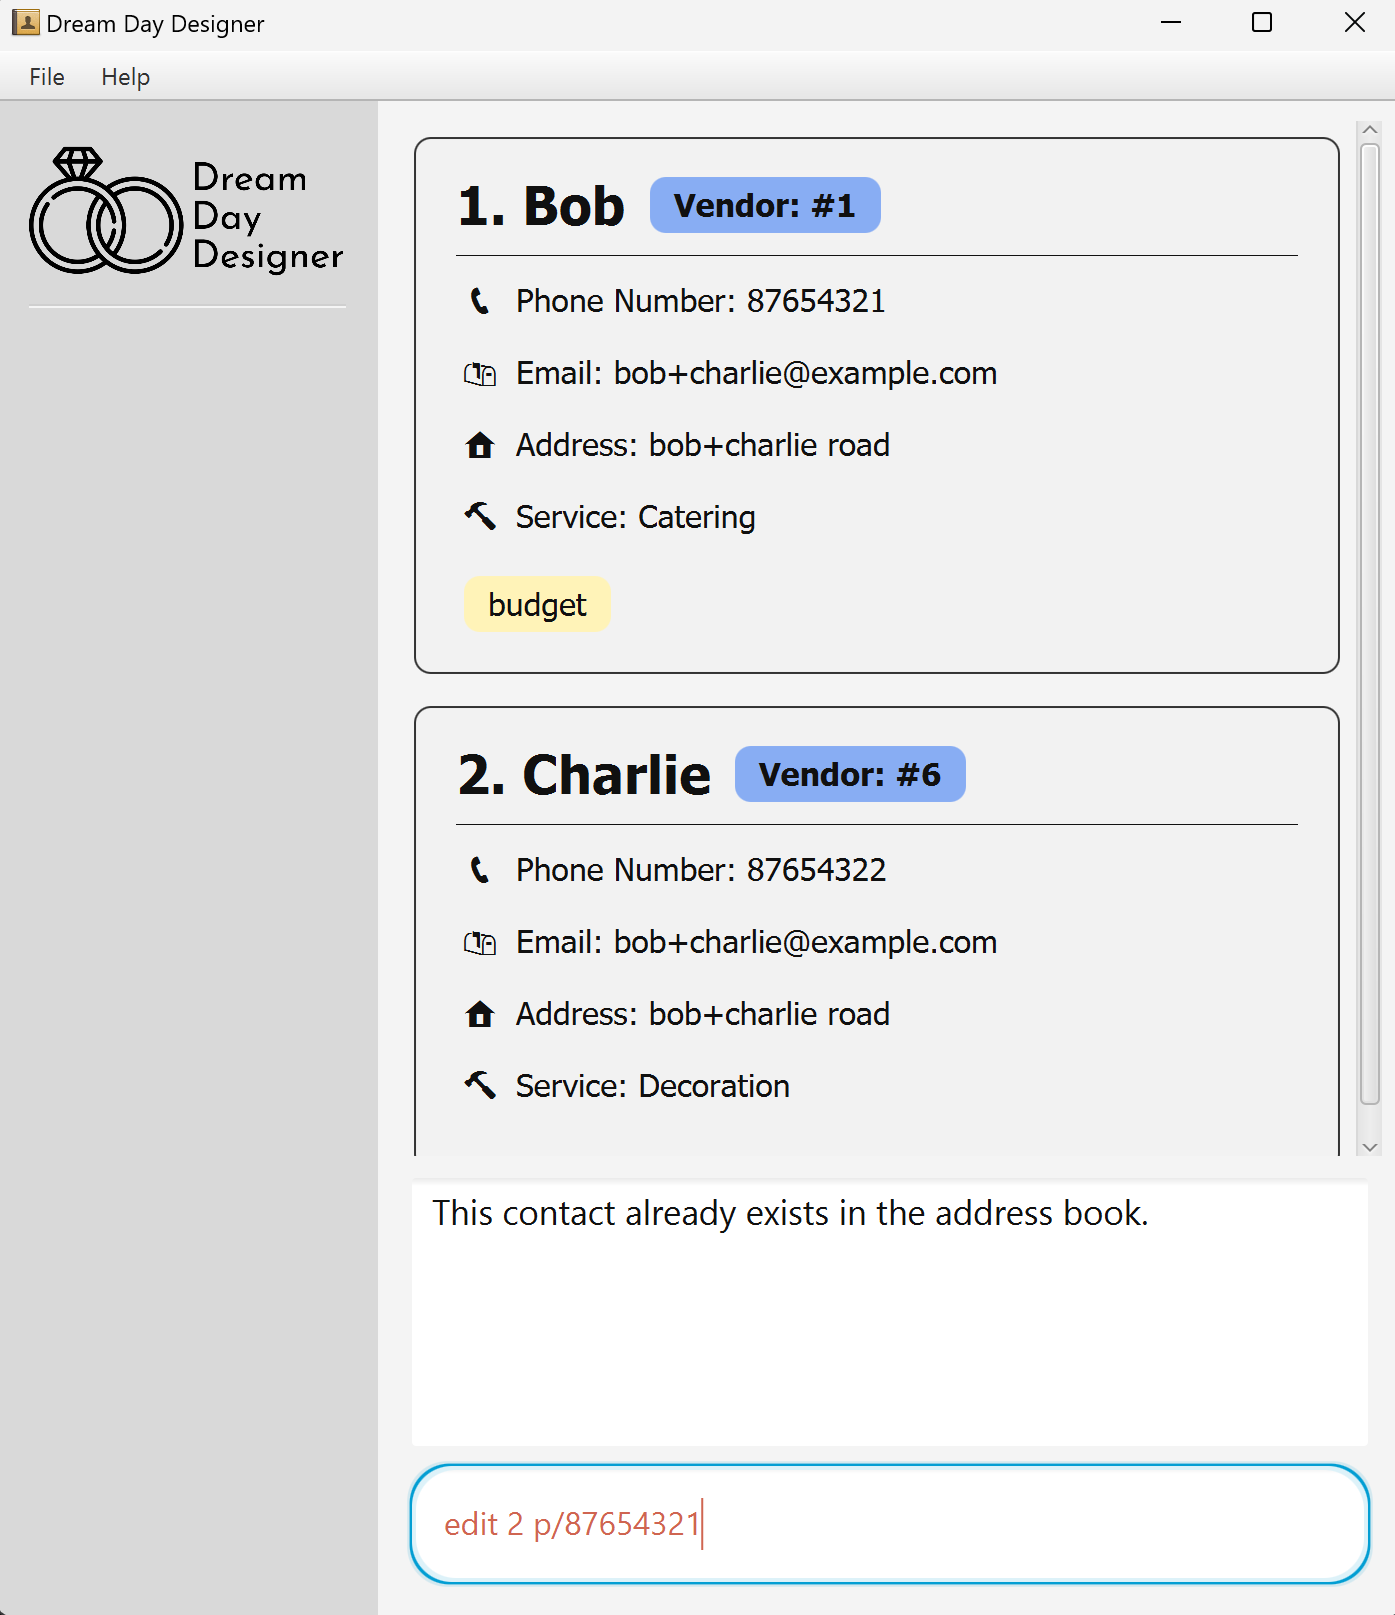 Dream Day Designer
File Help
Dream
Day
Designer
1. Bob Vendor: #1
Phone Number: 87654321
Email: bob+charlie@example.com
Address: bob+charlie road
Service: Catering
budget
2. Charlie Vendor: #6
Phone Number: 87654322
Email: bob+charlie@example.com
Address: bob+charlie road
Service: Decoration
This contact already exists in the address book.
edit 2 p/87654321